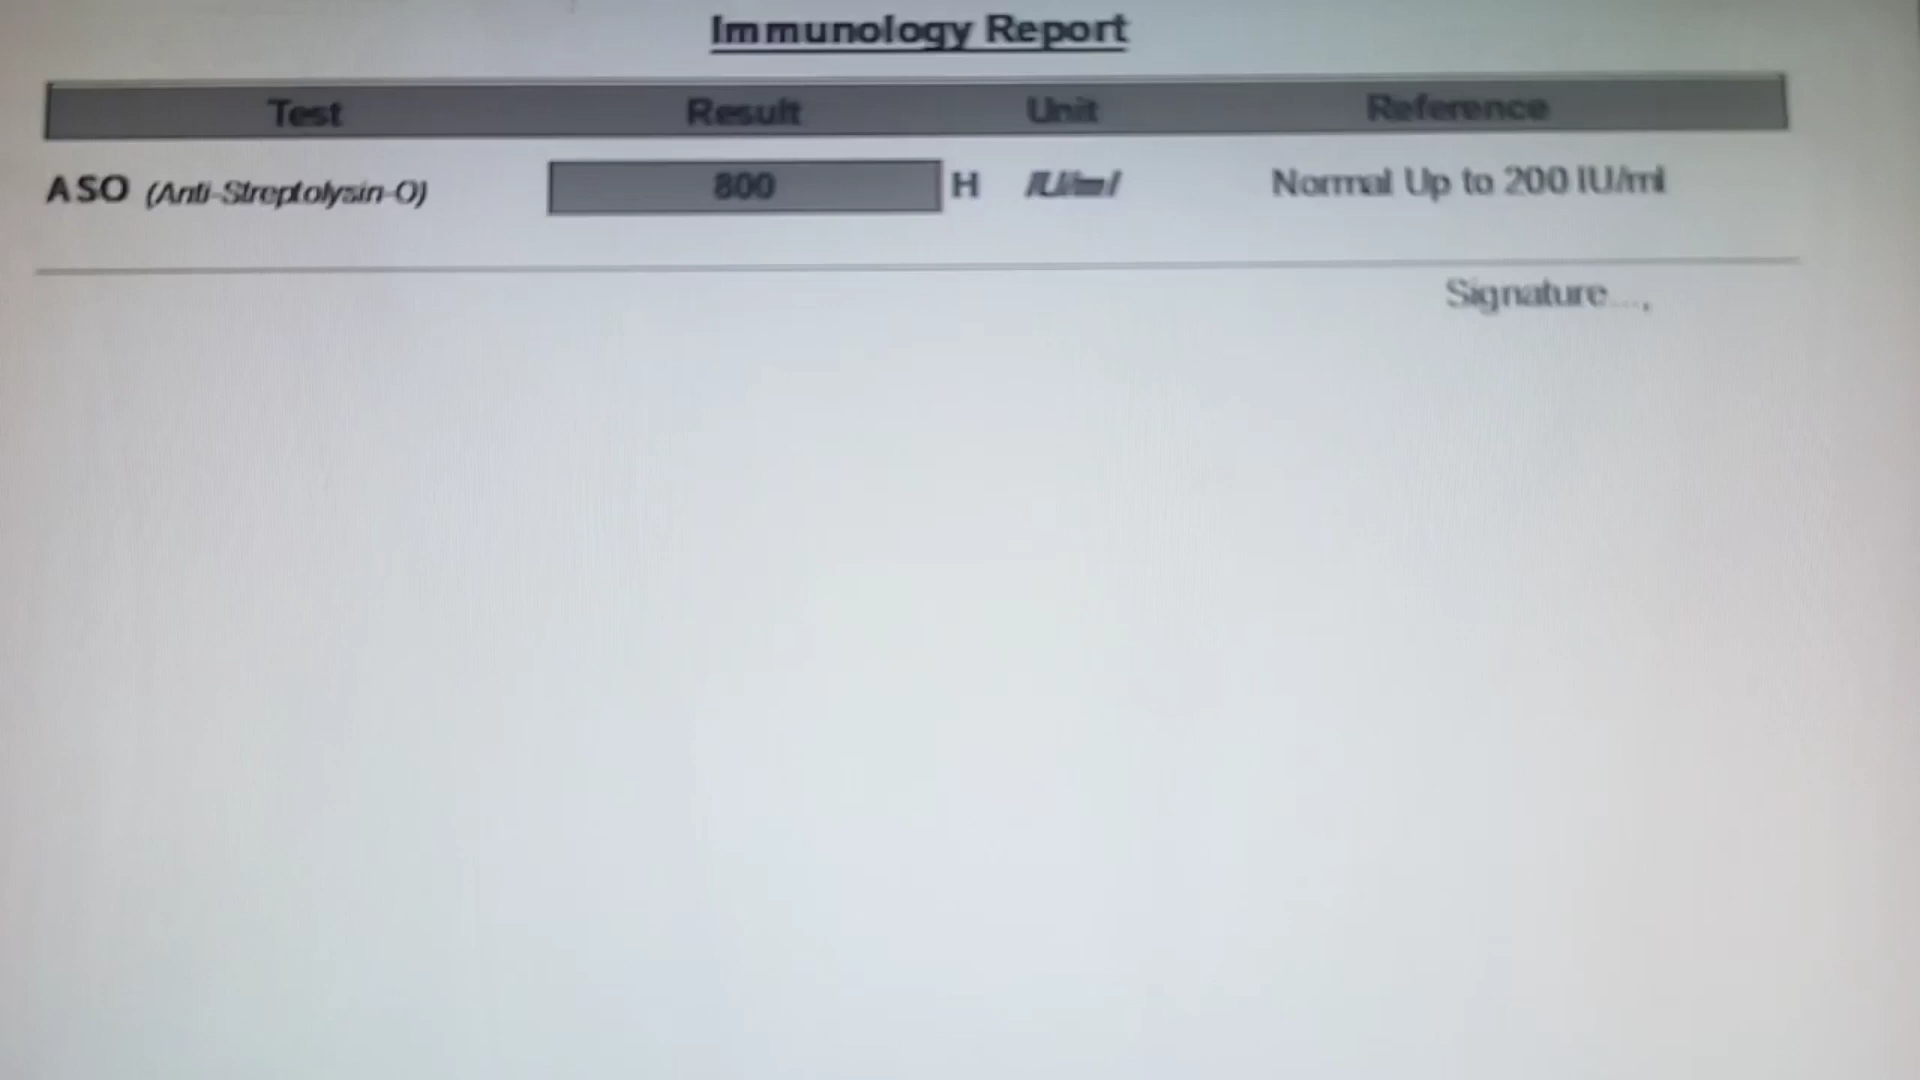 Immunology Report
Test Result Unit Reference
ASO (Anti-Streptolysin-O) 800 H IU/ml Normal Up to 200 IU/ml
Signature....,